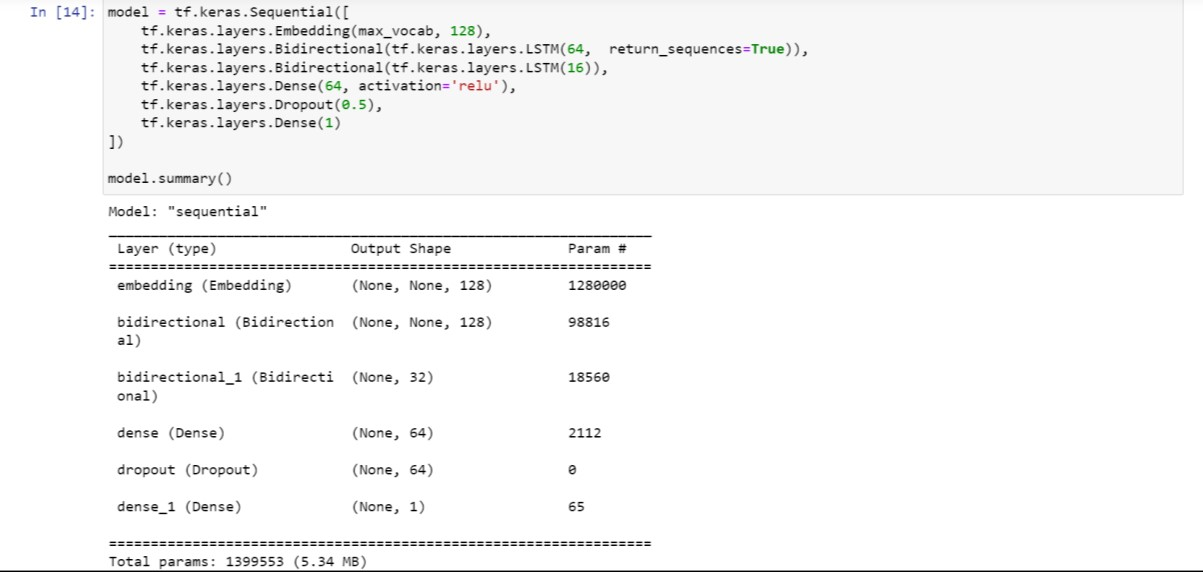 In [14]: model = tf.keras.Sequential([
    tf.keras.layers.Embedding(max_vocab, 128),
    tf.keras.layers.Bidirectional(tf.keras.layers.LSTM(64,  return_sequences=True)),
    tf.keras.layers.Bidirectional(tf.keras.layers.LSTM(16)),
    tf.keras.layers.Dense(64, activation='relu'),
    tf.keras.layers.Dropout(0.5),
    tf.keras.layers.Dense(1)
])
model.summary()
Model: "sequential"
_________________________________________________________________
Layer (type)                Output Shape              Param #
=================================================================
embedding (Embedding)       (None, None, 128)         1280000
bidirectional (Bidirection  (None, None, 128)         98816
al)
bidirectional_1 (Bidirecti  (None, 32)                18560
onal)
dense (Dense)               (None, 64)                2112
dropout (Dropout)           (None, 64)                0
dense_1 (Dense)             (None, 1)                 65
=================================================================
Total params: 1399553 (5.34 MB)